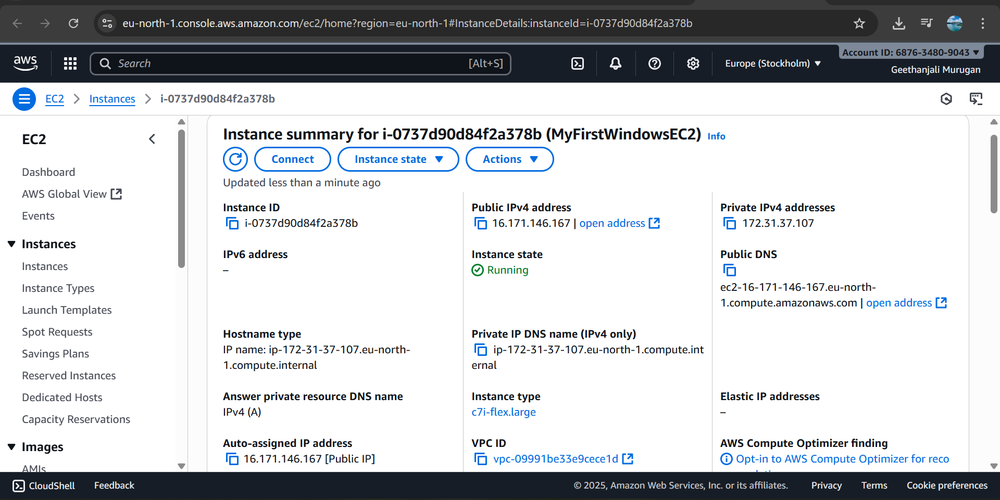 eu-north-1.console.aws.amazon.com/ec2/home?region=eu-north-1#InstanceDetails:instanceId=i-0737d90d84f2a378b
aws
Search
[Alt+S]
Europe (Stockholm)
Account ID: 6876-3480-9043
Geethanjali Murugan
EC2
Instances
i-0737d90d84f2a378b
EC2
Dashboard
AWS Global View
Events
Instances
Instances
Instance Types
Launch Templates
Spot Requests
Savings Plans
Reserved Instances
Dedicated Hosts
Capacity Reservations
Images
AMIs
Instance summary for i-0737d90d84f2a378b (MyFirstWindowsEC2) Info
Connect
Instance state
Actions
Updated less than a minute ago
Instance ID
i-0737d90d84f2a378b
Public IPv4 address
16.171.146.167 | open address
Private IPv4 addresses
172.31.37.107
IPv6 address
–
Instance state
Running
Public DNS
ec2-16-171-146-167.eu-north-
1.compute.amazonaws.com | open address
Hostname type
IP name: ip-172-31-37-107.eu-north-
1.compute.internal
Private IP DNS name (IPv4 only)
ip-172-31-37-107.eu-north-1.compute.int
ernal
Answer private resource DNS name
IPv4 (A)
Instance type
c7i-flex.large
Elastic IP addresses
–
Auto-assigned IP address
16.171.146.167 [Public IP]
VPC ID
vpc-09991be33e9cece1d
AWS Compute Optimizer finding
Opt-in to AWS Compute Optimizer for reco
CloudShell
Feedback
© 2025, Amazon Web Services, Inc. or its affiliates.
Privacy
Terms
Cookie preferences